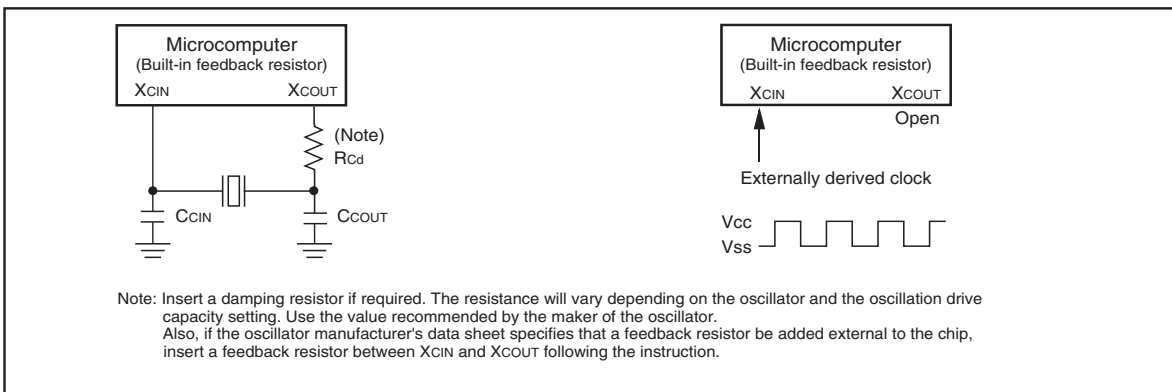 Microcomputer
(Built-in feedback resistor)
XCIN XCOUT
(Note)
RCd
CCIN
CCOUT
Microcomputer
(Built-in feedback resistor)
XCIN XCOUT
Open
Externally derived clock
Vcc
Vss
Note: Insert a damping resistor if required. The resistance will vary depending on the oscillator and the oscillation drive
capacity setting. Use the value recommended by the maker of the oscillator.
Also, if the oscillator manufacturer's data sheet specifies that a feedback resistor be added external to the chip,
insert a feedback resistor between XCIN and XCOUT following the instruction.